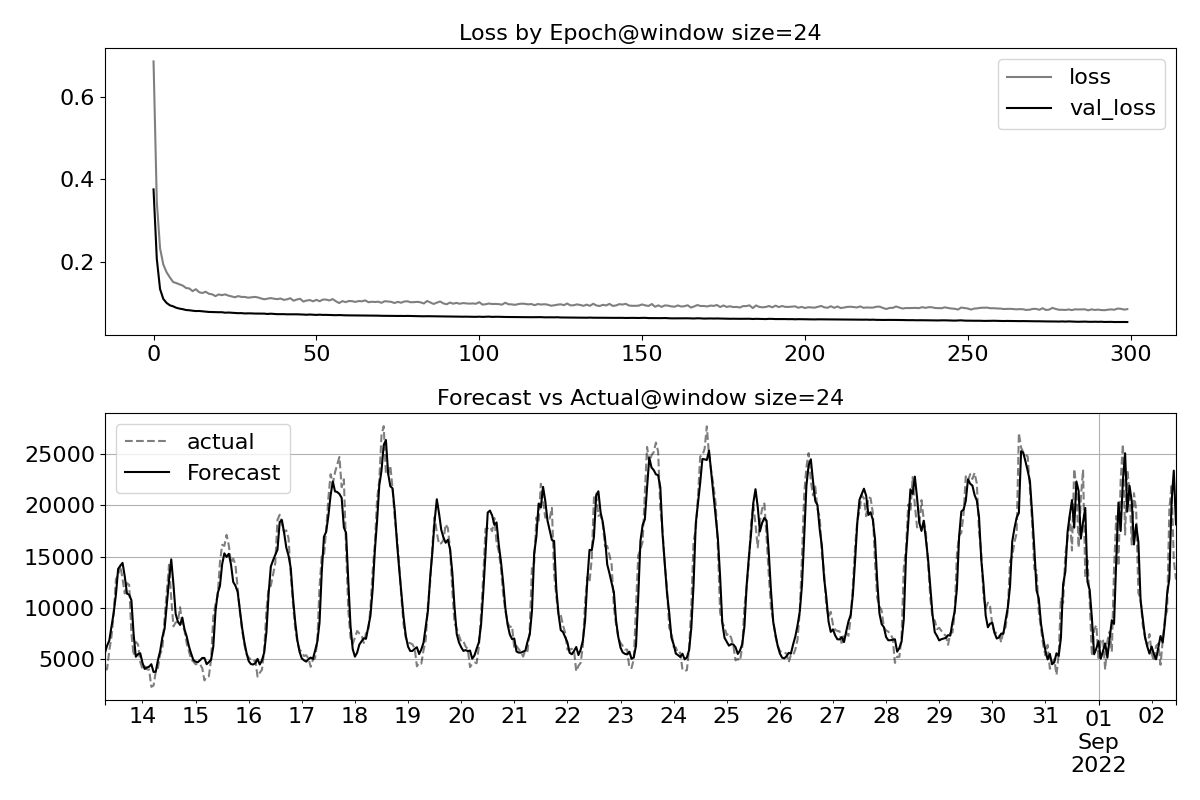 Loss by Epoch@window size=24
loss
val_loss
0.6
0.4
0.2
0 50 100 150 200 250 300
Forecast vs Actual@window size=24
actual
Forecast
25000
20000
15000
10000
5000
14 15 16 17 18 19 20 21 22 23 24 25 26 27 28 29 30 31 01 02
Sep
2022